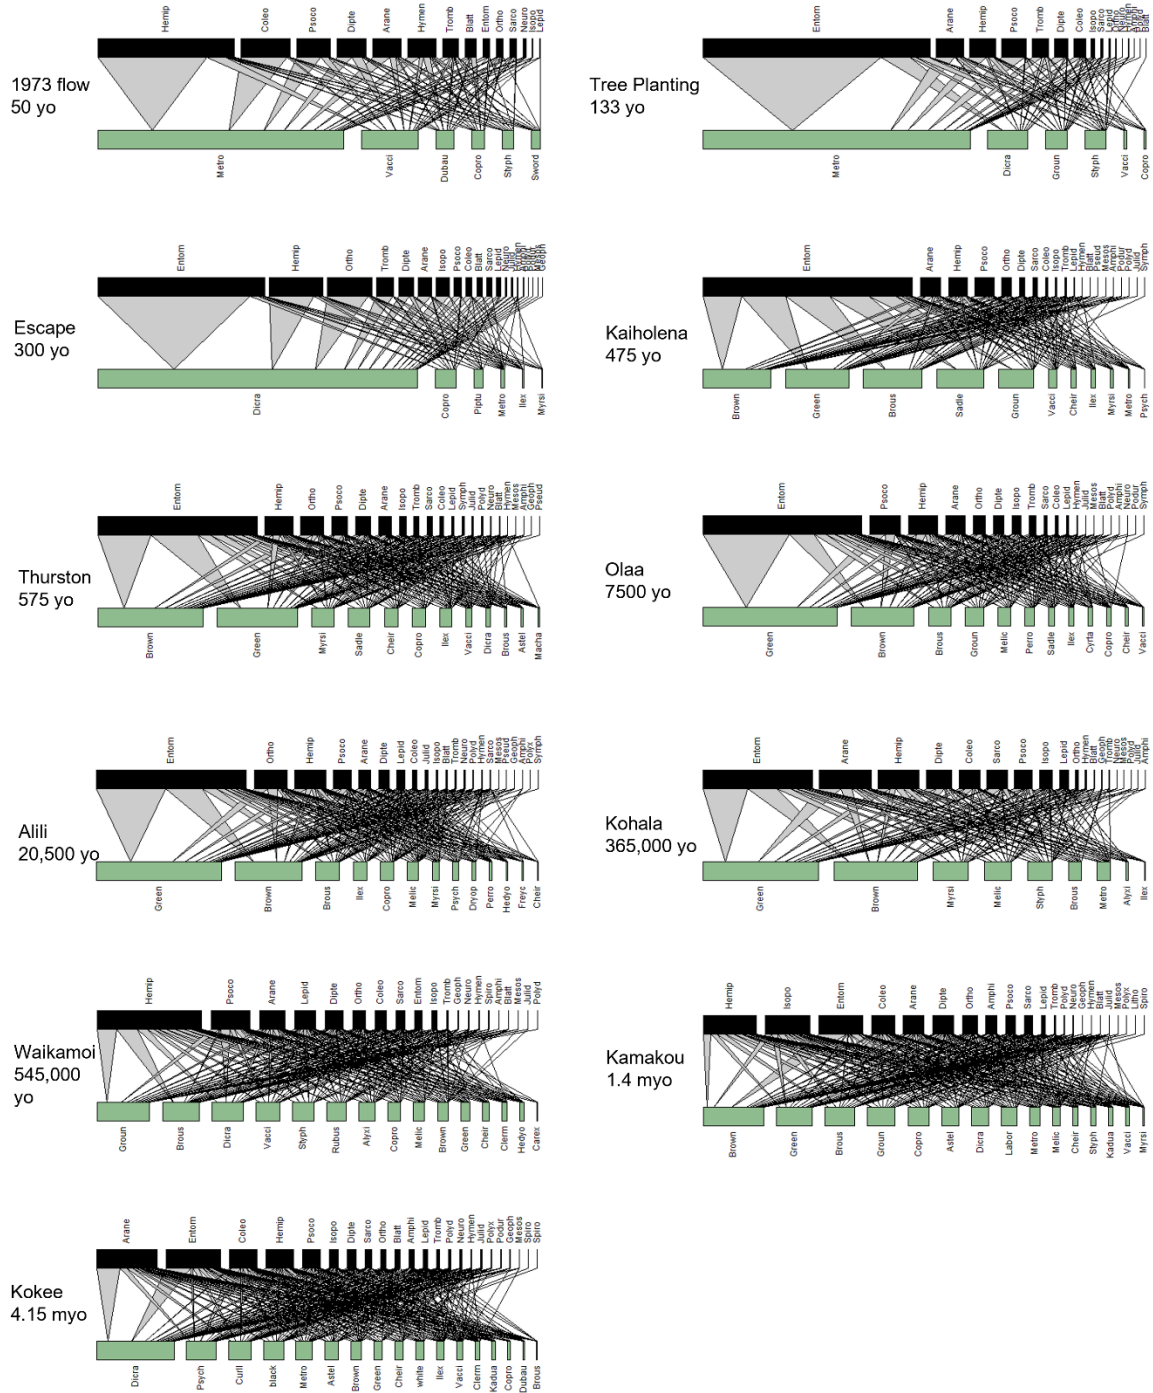 Hemip Coleo Psoco Dipte Arane Hymen Tromb Blatt Entom Ortho Sarco Neuro Isopo Lepid
1973 flow
50 yo
Metro Vacci Dubau Copro Styph Sword
Entom Arane Hemip Psoco Tromb Dipte Coleo Isopo Sarco Lepid Ortho Neuro Hymen Blatt
Tree Planting
133 yo
Metro Dicra Groun Styph Vacci Copro
Entom Hemip Ortho Tromb Dipte Arane Isopo Psoco Coleo Blatt Sarco Lepid Neuro Julid Mesos Geoph
Escape
300 yo
Dicra Copro Piptu Metro Ilex Myrsi
Entom Arane Hemip Psoco Ortho Dipte Sarco Coleo Isopo Tromb Lepid Hymen Blatt Pseud Mesos Amphi Podur Polyd Julid Symph
Kaiholena
475 yo
Brown Green Brous Sadle Groun Vacci Cheir Ilex Myrsi Metro Psych
Entom Hemip Ortho Psoco Dipte Arane Isopo Tromb Sarco Coleo Lepid Symph Julid Polyd Neuro Blatt Hymen Mesos Amphi Geoph Pseud
Thurston
575 yo
Brown Green Myrsi Sadle Cheir Copro Ilex Vacci Dicra Brous Astel Macha
Entom Psoco Hemip Arane Ortho Dipte Isopo Tromb Sarco Coleo Lepid Hymen Julid Mesos Blatt Polyd Amphi Neuro Podur Symph
Olaa
7500 yo
Green Brown Brous Groun Melic Perro Sadle Ilex Cyrta Copro Cheir Vacci
Entom Ortho Hemip Psoco Arane Dipte Lepid Coleo Julid Isopo Blatt Tromb Neuro Polyd Hymen Sarco Mesos Pseud Geoph Amphi Polyx Symph
Alili
20,500 yo
Green Brown Brous Ilex Copro Melic Myrsi Psych Dryop Perro Hedyo Freyc Cheir
Entom Arane Hemip Dipte Coleo Sarco Psoco Isopo Lepid Ortho Hymen Blatt Geoph Tromb Neuro Mesos Polyd Julid Amphi
Kohala
365,000 yo
Green Brown Myrsi Melic Styph Brous Metro Alyxi Ilex
Hemip Psoco Arane Lepid Dipte Ortho Coleo Sarco Entom Isopo Tromb Geoph Neuro Hymen Spiro Amphi Blatt Mesos Julid Polyd
Waikamoi
545,000
yo
Groun Brous Dicra Vacci Styph Rubus Alyxi Copro Melic Brown Green Cheir Clerm Hedyo Carex
Hemip Isopo Entom Coleo Arane Dipte Ortho Amphi Psoco Sarco Lepid Tromb Polyd Neuro Geoph Hymen Blatt Julid Mesos Polyx Litho Spiro
Kamakou
1.4 myo
Brown Green Brous Groun Copro Astel Dicra Labor Metro Melic Cheir Styph Kadua Vacci Myrsi
Arane Entom Coleo Hemip Psoco Isopo Dipte Sarco Ortho Blatt Amphi Lepid Tromb Polyd Neuro Hymen Julid Polyx Podur Geoph Mesos Spiro Spiro
Kokee
4.15 myo
Dicra Psych Curll black Metro Astel Brown Green Cheir white Ilex Vacci Clerm Kadua Copro Dubau Brous